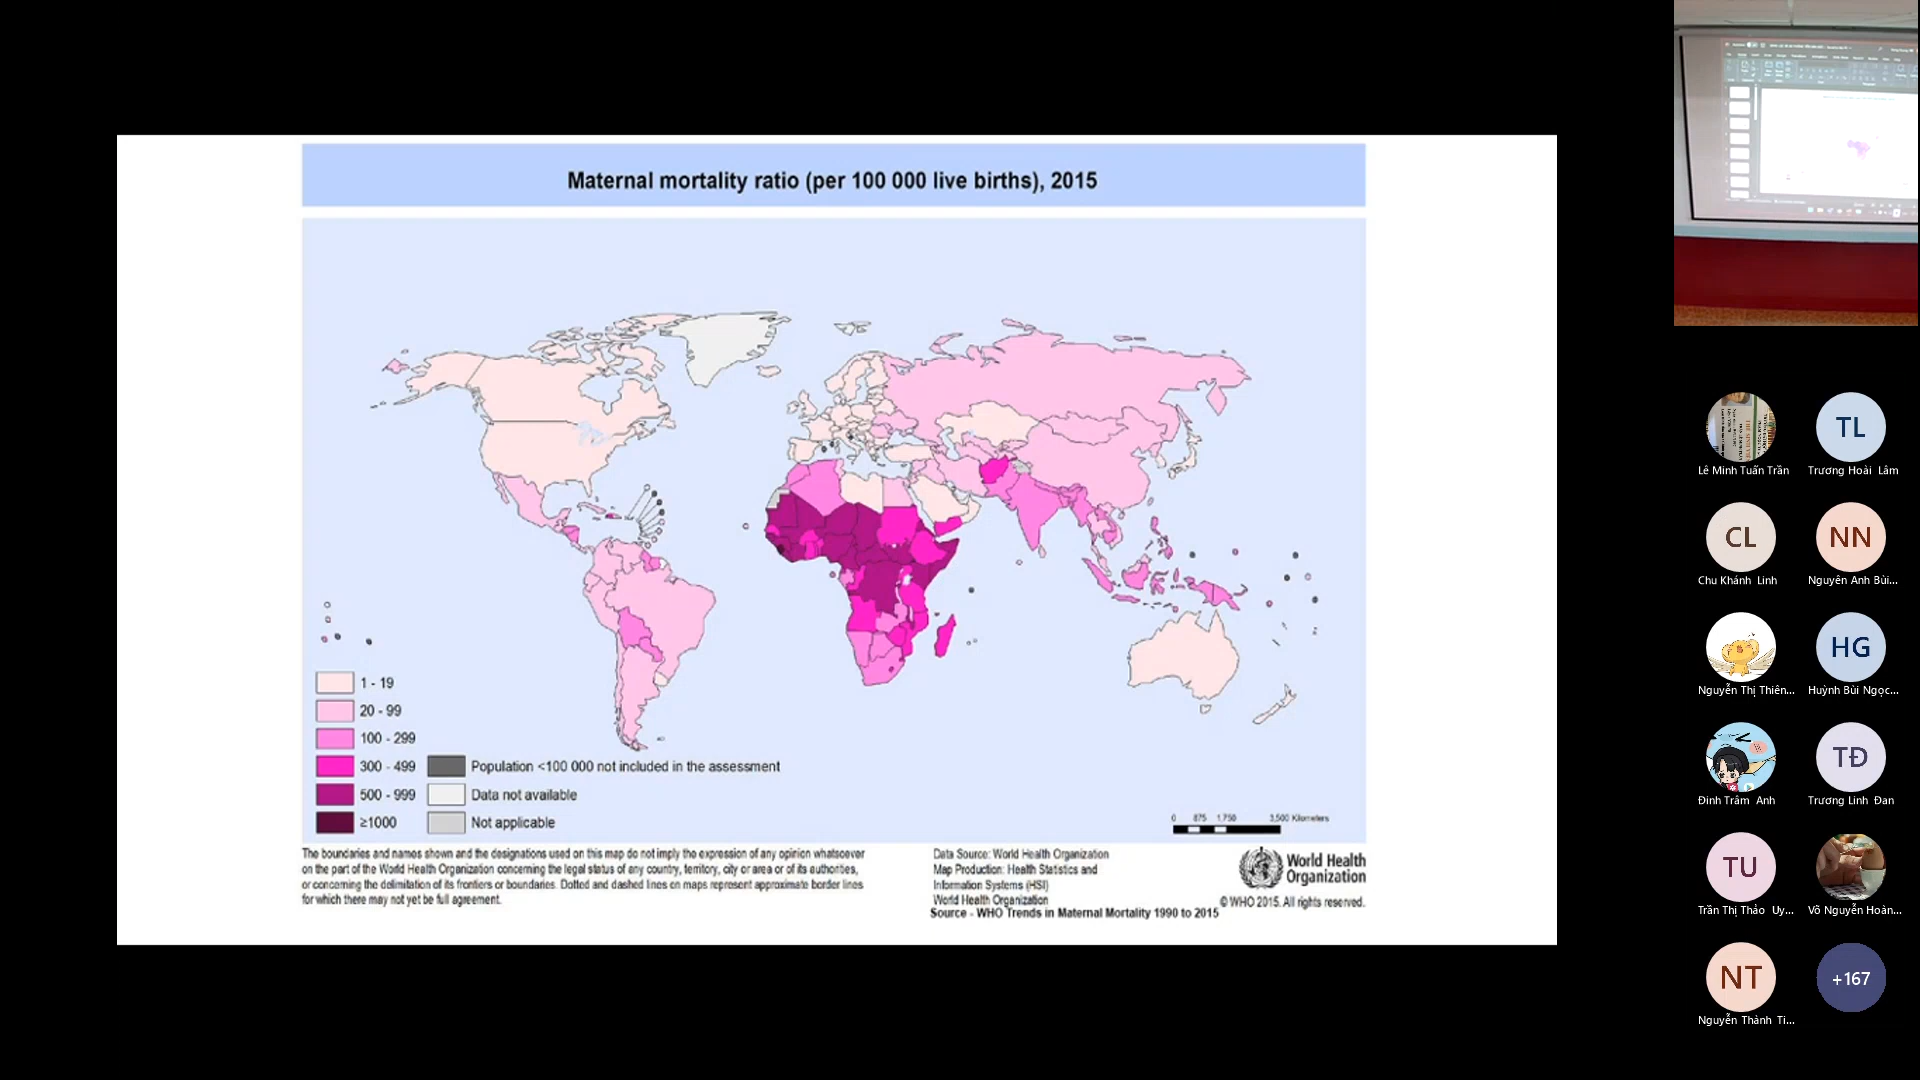 Maternal mortality ratio (per 100 000 live births), 2015
1 - 19
20 - 99
100 - 299
300 - 499
500 - 999
≥1000
Population <100 000 not included in the assessment
Data not available
Not applicable
0 875 1,750 3,500 Kilometers
The boundaries and names shown and the designations used on this map do not imply the expression of any opinion whatsoever
on the part of the World Health Organization concerning the legal status of any country, territory, city or area or of its authorities,
or concerning the delimitation of its frontiers or boundaries. Dotted and dashed lines on maps represent approximate border lines
for which there may not yet be full agreement.
Data Source: World Health Organization
Map Production: Health Statistics and
Information Systems (HSI)
World Health Organization
Source - WHO Trends in Maternal Mortality 1990 to 2015
World Health
Organization
© WHO 2015. All rights reserved.
Lê Minh Tuấn Trần
TL
Trương Hoài Lâm
CL
Chu Khánh Linh
NN
Nguyên Anh Bùi...
Nguyễn Thị Thiên...
HG
Huỳnh Bùi Ngọc...
Đinh Trâm Anh
TĐ
Trương Linh Đan
TU
Trần Thị Thảo Uy...
Võ Nguyễn Hoàn...
NT
Nguyễn Thành Ti...
+167